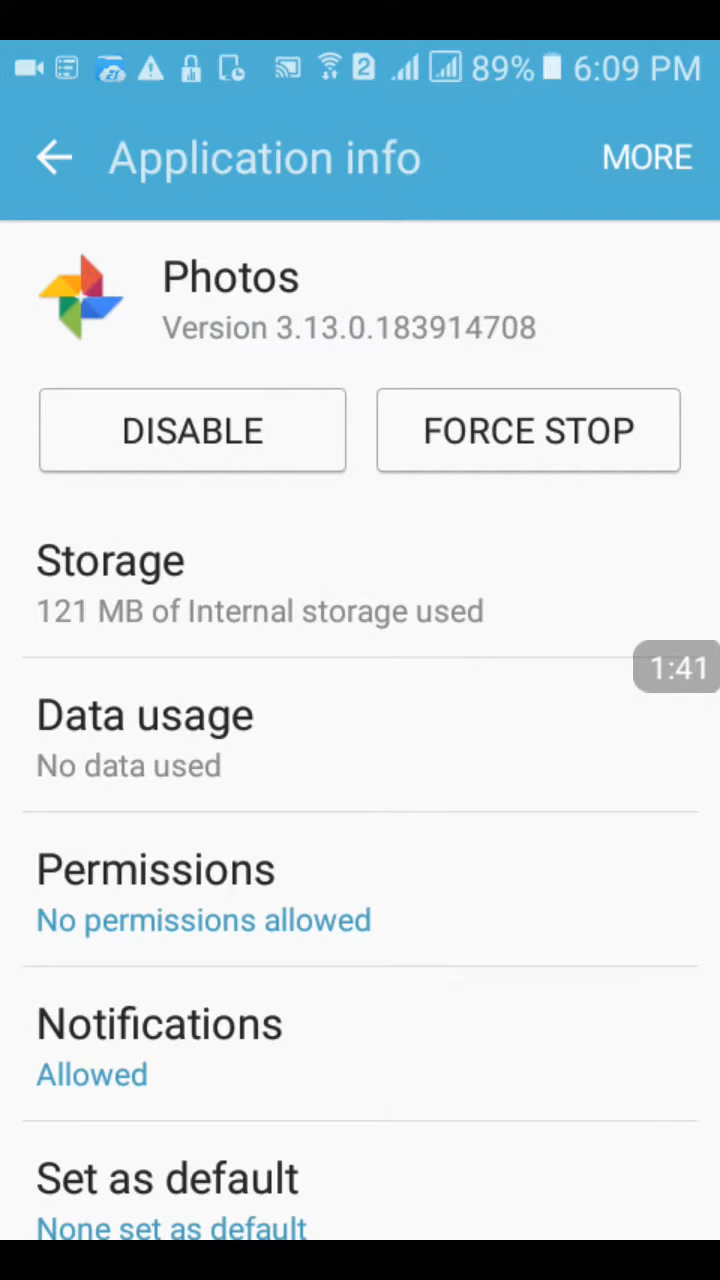 2 89% 6:09 PM
Application info MORE
Photos
Version 3.13.0.183914708
DISABLE FORCE STOP
Storage
121 MB of Internal storage used
1:41
Data usage
No data used
Permissions
No permissions allowed
Notifications
Allowed
Set as default
None set as default